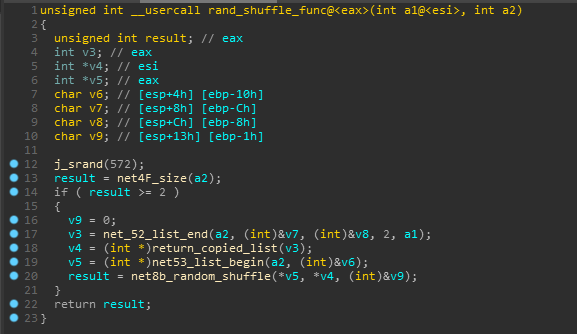 1 unsigned int __usercall rand_shuffle_func@<eax>(int a1@<esi>, int a2)
2 {
3 unsigned int result; // eax
4 int v3; // eax
5 int *v4; // esi
6 int *v5; // eax
7 char v6; // [esp+4h] [ebp-10h]
8 char v7; // [esp+8h] [ebp-Ch]
9 char v8; // [esp+Ch] [ebp-8h]
10 char v9; // [esp+13h] [ebp-1h]
11
12 j_srand(572);
13 result = net4F_size(a2);
14 if ( result >= 2 )
15 {
16 v9 = 0;
17 v3 = net_52_list_end(a2, (int)&v7, (int)&v8, 2, a1);
18 v4 = (int *)return_copied_list(v3);
19 v5 = (int *)net53_list_begin(a2, (int)&v6);
20 result = net8b_random_shuffle(*v5, *v4, (int)&v9);
21 }
22 return result;
23 }